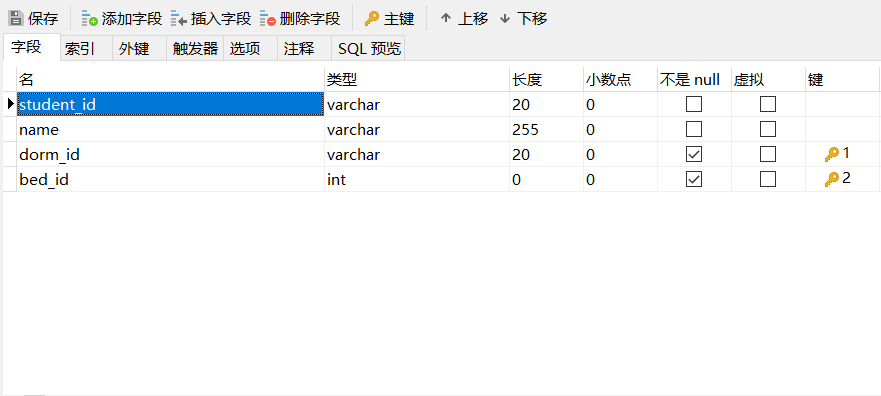 保存 添加字段 插入字段 删除字段 主键 上移 下移
字段 索引 外键 触发器 选项 注释 SQL 预览
名 类型 长度 小数点 不是 null 虚拟 键
student_id varchar 20 0
name varchar 255 0
dorm_id varchar 20 0 1
bed_id int 0 0 2